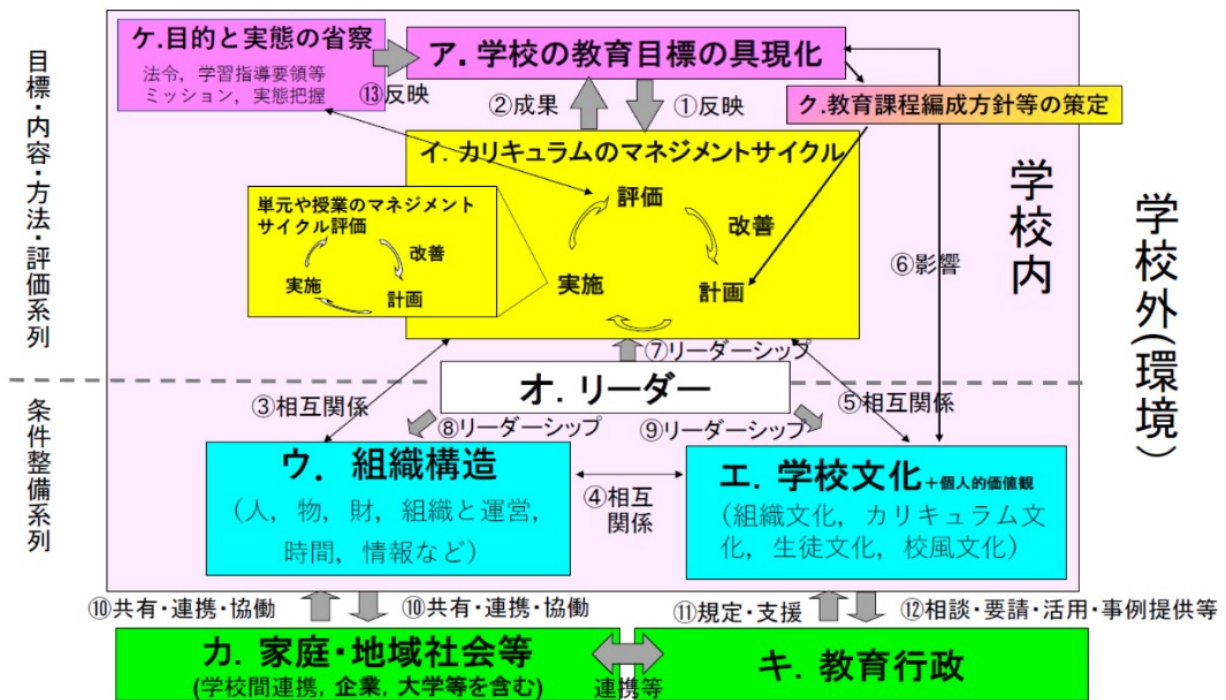 ケ.目的と実態の省察
法令，学習指導要領等
ミッション，実態把握
⑬反映
ア. 学校の教育目標の具現化
②成果
①反映
ク.教育課程編成方針等の策定
イ. カリキュラムのマネジメントサイクル
評価
改善
計画
実施
単元や授業のマネジメント
サイクル評価
改善
計画
実施
⑥影響
学校内
学校外(環境)
目標・内容・方法・評価系列
条件整備系列
⑦リーダーシップ
オ. リーダー
③相互関係
⑧リーダーシップ
⑨リーダーシップ
⑤相互関係
ウ. 組織構造
（人，物，財，組織と運営，
時間，情報など）
④相互
関係
エ. 学校文化＋個人的価値観
（組織文化，カリキュラム文
化，生徒文化，校風文化）
⑩共有・連携・協働
⑩共有・連携・協働
⑪規定・支援
⑫相談・要請・活用・事例提供等
カ. 家庭・地域社会等
(学校間連携, 企業, 大学等を含む)
連携等
キ. 教育行政